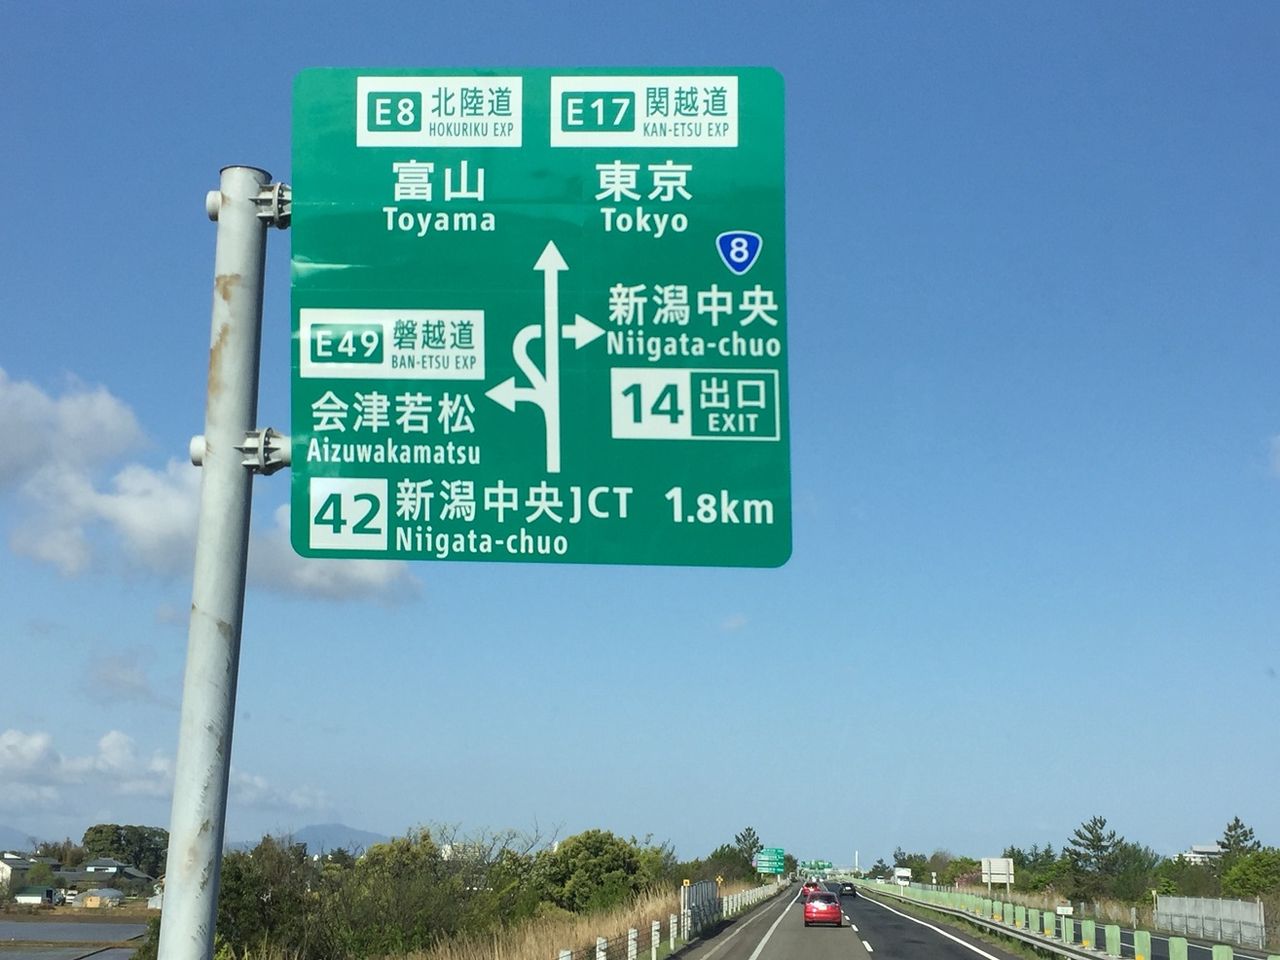 E8 北陸道 HOKURIKU EXP
E17 関越道 KAN-ETSU EXP
富山 東京
Toyama Tokyo
8
新潟中央
Niigata-chuo
14 出口 EXIT
E49 磐越道 BAN-ETSU EXP
会津若松
Aizuwakamatsu
42 新潟中央JCT 1.8km
Niigata-chuo